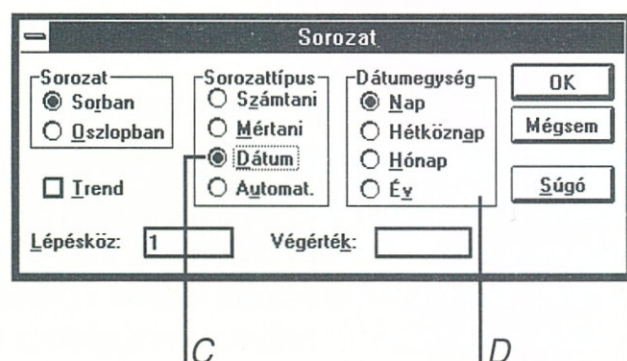 Sorozat
Sorozat
Sorban
Oszlopban
Trend
Sorozattípus
Számtani
Mértani
Dátum
Automat.
Dátumegység
Nap
Hétköznap
Hónap
Év
OK
Mégsem
Súgó
Lépésköz: 1 Végérték:
C D